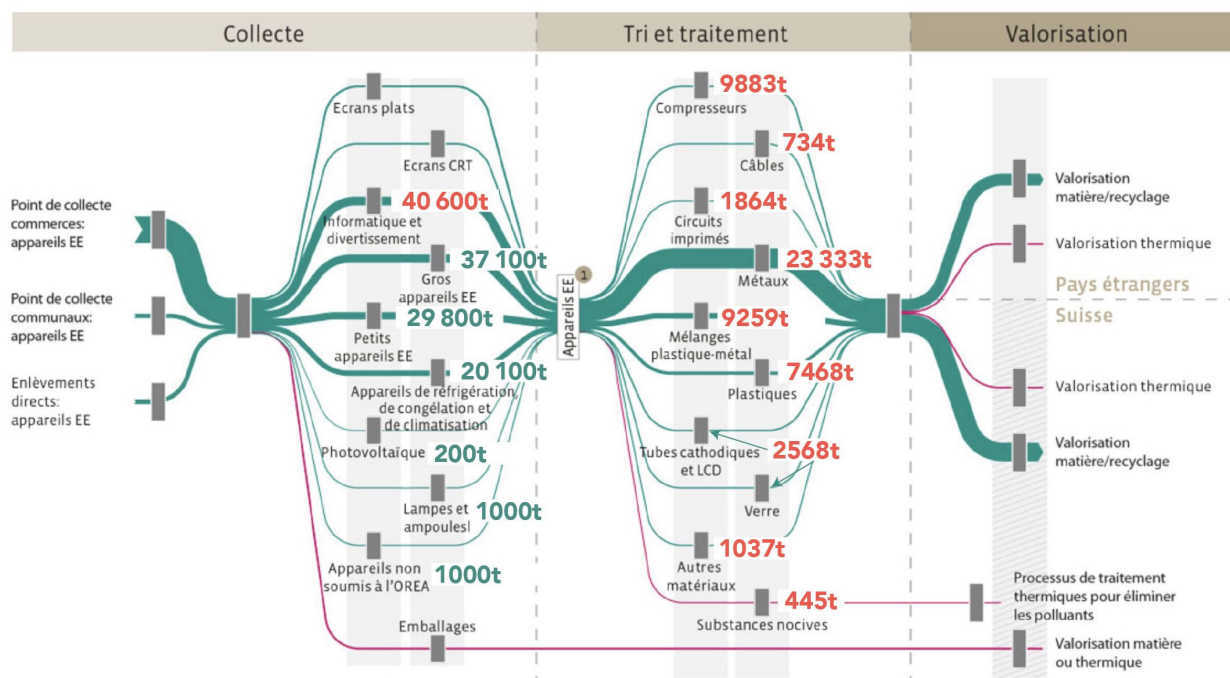 Collecte
Tri et traitement
Valorisation
Point de collecte
commerces:
appareils EE
Point de collecte
communaux:
appareils EE
Enlèvements
directs:
appareils EE
Ecrans plats
Ecrans CRT
40 600t
Informatique et
divertissement
37 100t
Gros
appareils EE
29 800t
Petits
appareils EE
20 100t
Appareils de réfrigération,
de congélation et
de climatisation
Photovoltaïque
200t
Lampes et
ampoulesl
1000t
Appareils non
soumis à l'OREA
1000t
Emballages
Appareils EE
1
9883t
Compresseurs
734t
Câbles
1864t
Circuits
imprimés
23 333t
Métaux
9259t
Mélanges
plastique-métal
7468t
Plastiques
2568t
Tubes cathodiques
et LCD
Verre
1037t
Autres
matériaux
445t
Substances nocives
Valorisation
matière/recyclage
Valorisation thermique
Pays étrangers
Suisse
Valorisation thermique
Valorisation
matière/recyclage
Processus de traitement
thermiques pour éliminer
les polluants
Valorisation matière
ou thermique